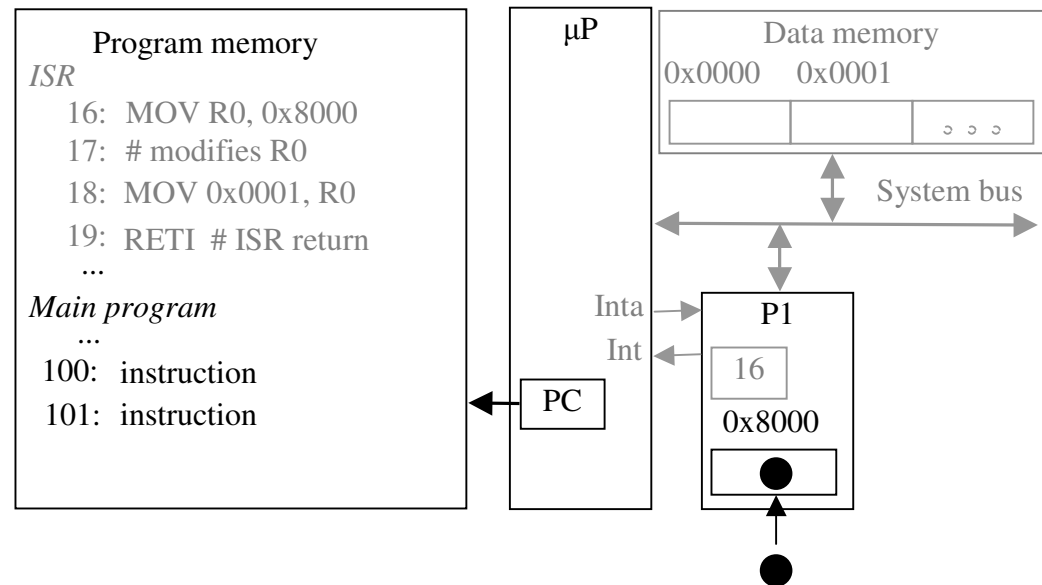 Program memory
ISR
16: MOV R0, 0x8000
17: # modifies R0
18: MOV 0x0001, R0
19: RETI # ISR return
...
Main program
...
100: instruction
101: instruction
μP
PC
Data memory
0x0000 0x0001
System bus
Inta
Int
P1
16
0x8000